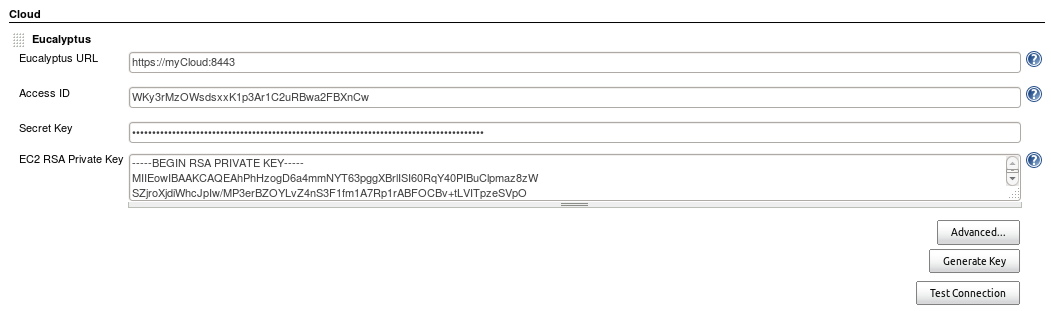 Cloud
Eucalyptus
Eucalyptus URL https://myCloud:8443
Access ID WKy3rMzOWsdsxxK1p3Ar1C2uRBwa2FBXnCw
Secret Key ••••••••••••••••••••••••••••••••••••••••••••••••••••••••••••••••••••••••••••••••••••••••
EC2 RSA Private Key -----BEGIN RSA PRIVATE KEY-----
MIIEowIBAAKCAQEAhPhHzogD6a4mmNYT63pggXBrllSI60RqY40PIBuClpmaz8zW
SZjroXjdiWhcJpIw/MP3erBZOYLvZ4nS3F1fm1A7Rp1rABFOCBv+tLVITpzeSVpO
Advanced...
Generate Key
Test Connection